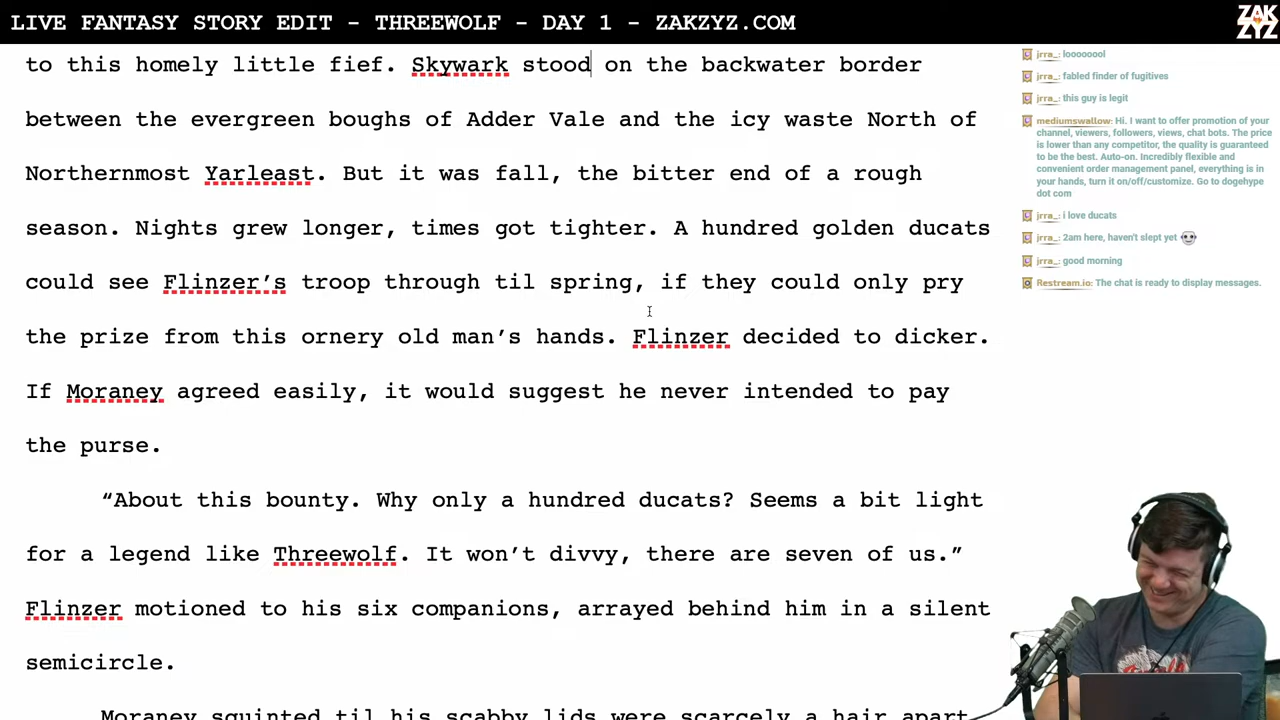 LIVE FANTASY STORY EDIT - THREEWOLF - DAY 1 - ZAKZYZ.COM
ZAK
ZYZ
to this homely little fief. Skywark stood on the backwater border
between the evergreen boughs of Adder Vale and the icy waste North of
Northernmost Yarleast. But it was fall, the bitter end of a rough
season. Nights grew longer, times got tighter. A hundred golden ducats
could see Flinzer’s troop through til spring, if they could only pry
the prize from this ornery old man’s hands. Flinzer decided to dicker.
If Moraney agreed easily, it would suggest he never intended to pay
the purse.
“About this bounty. Why only a hundred ducats? Seems a bit light
for a legend like Threewolf. It won’t divvy, there are seven of us.”
Flinzer motioned to his six companions, arrayed behind him in a silent
semicircle.
Moraney squinted til his scabby lids were scarcely a hair apart.
jrra_: loooooool
jrra_: fabled finder of fugitives
jrra_: this guy is legit
mediumswallow: Hi. I want to offer promotion of your
channel, viewers, followers, views, chat bots. The price
is lower than any competitor, the quality is guaranteed
to be the best. Auto-on. Incredibly flexible and
convenient order management panel, everything is in
your hands, turn it on/off/customize. Go to dogehype
dot com
jrra_: i love ducats
jrra_: 2am here, haven't slept yet
jrra_: good morning
Restream.io: The chat is ready to display messages.